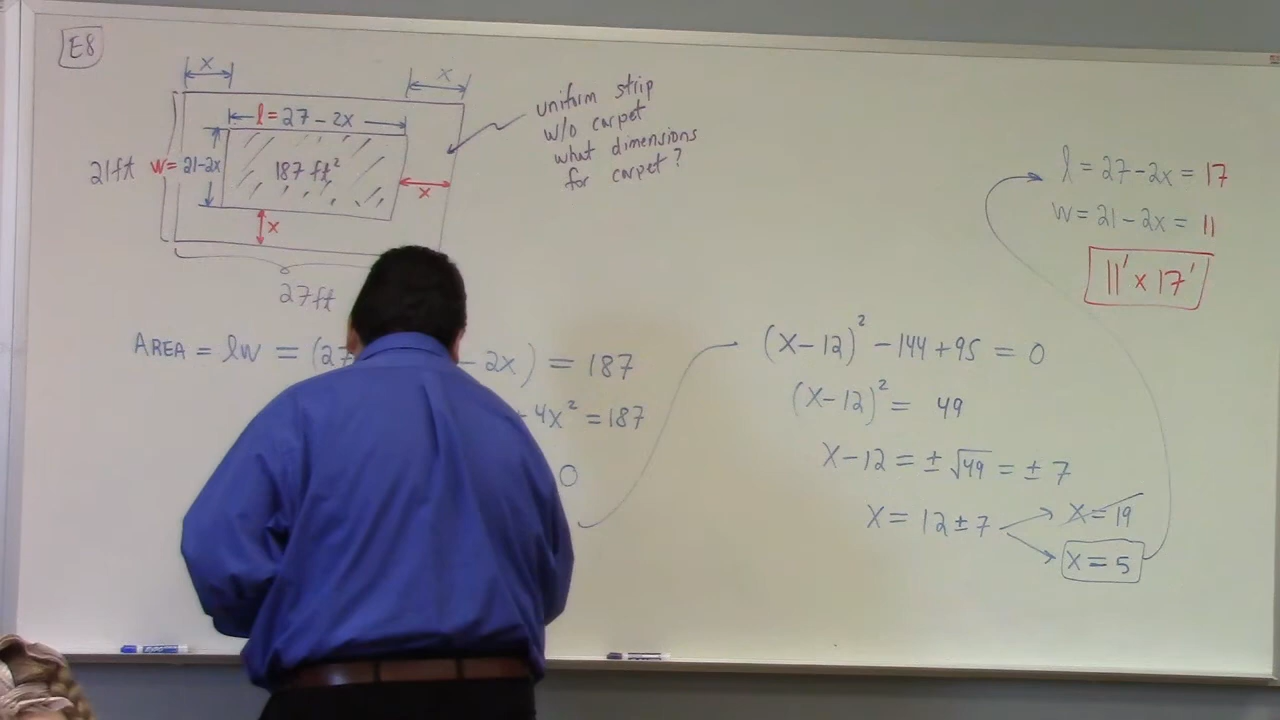 E8
x
x
l = 27 - 2x
21ft
w = 21-2x
187 ft²
x
x
27ft
uniform strip
w/o carpet
what dimensions
for carpet?
AREA = lw = (27
- 2x) = 187
+ 4x² = 187
0
(x-12)² - 144 + 95 = 0
(x-12)² = 49
x-12 = ± √49 = ± 7
x = 12 ± 7
x = 19
x = 5
l = 27 - 2x = 17
w = 21 - 2x = 11
11' x 17'